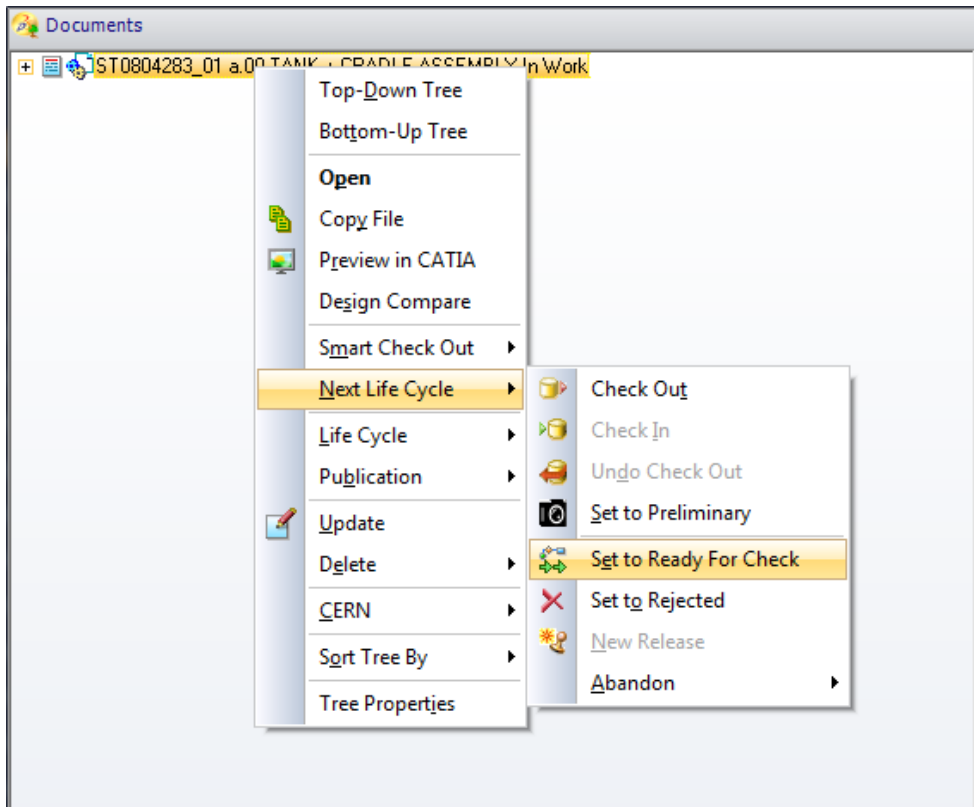 Documents
ST0804283_01 a.00 TANK + CRADLE ASSEMBLY In Work
Top-Down Tree
Bottom-Up Tree
Open
Copy File
Preview in CATIA
Design Compare
Smart Check Out
Next Life Cycle
Check Out
Check In
Undo Check Out
Set to Preliminary
Set to Ready For Check
Set to Rejected
New Release
Abandon
Life Cycle
Publication
Update
Delete
CERN
Sort Tree By
Tree Properties